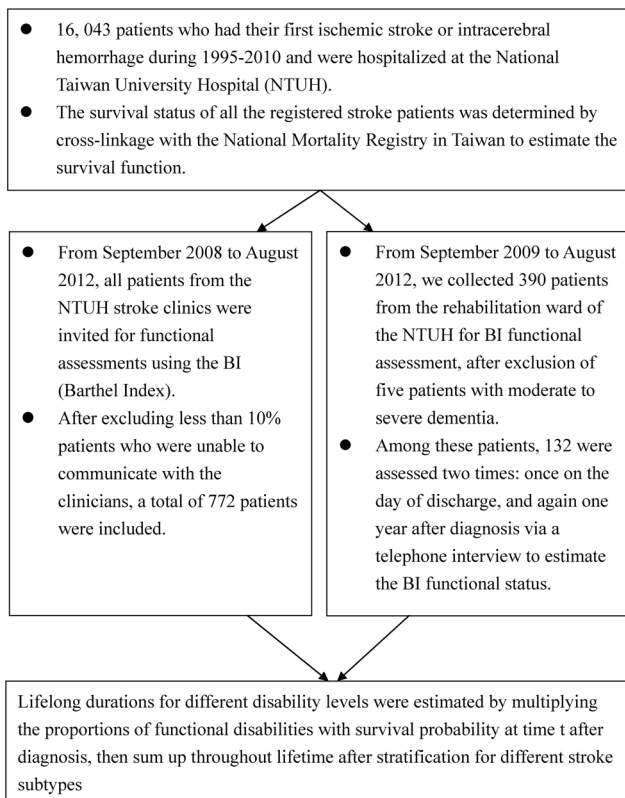 ● 16, 043 patients who had their first ischemic stroke or intracerebral
hemorrhage during 1995-2010 and were hospitalized at the National
Taiwan University Hospital (NTUH).
● The survival status of all the registered stroke patients was determined by
cross-linkage with the National Mortality Registry in Taiwan to estimate the
survival function.
● From September 2008 to August
2012, all patients from the
NTUH stroke clinics were
invited for functional
assessments using the BI
(Barthel Index).
● After excluding less than 10%
patients who were unable to
communicate with the
clinicians, a total of 772 patients
were included.
● From September 2009 to August
2012, we collected 390 patients
from the rehabilitation ward of
the NTUH for BI functional
assessment, after exclusion of
five patients with moderate to
severe dementia.
● Among these patients, 132 were
assessed two times: once on the
day of discharge, and again one
year after diagnosis via a
telephone interview to estimate
the BI functional status.
Lifelong durations for different disability levels were estimated by multiplying
the proportions of functional disabilities with survival probability at time t after
diagnosis, then sum up throughout lifetime after stratification for different stroke
subtypes